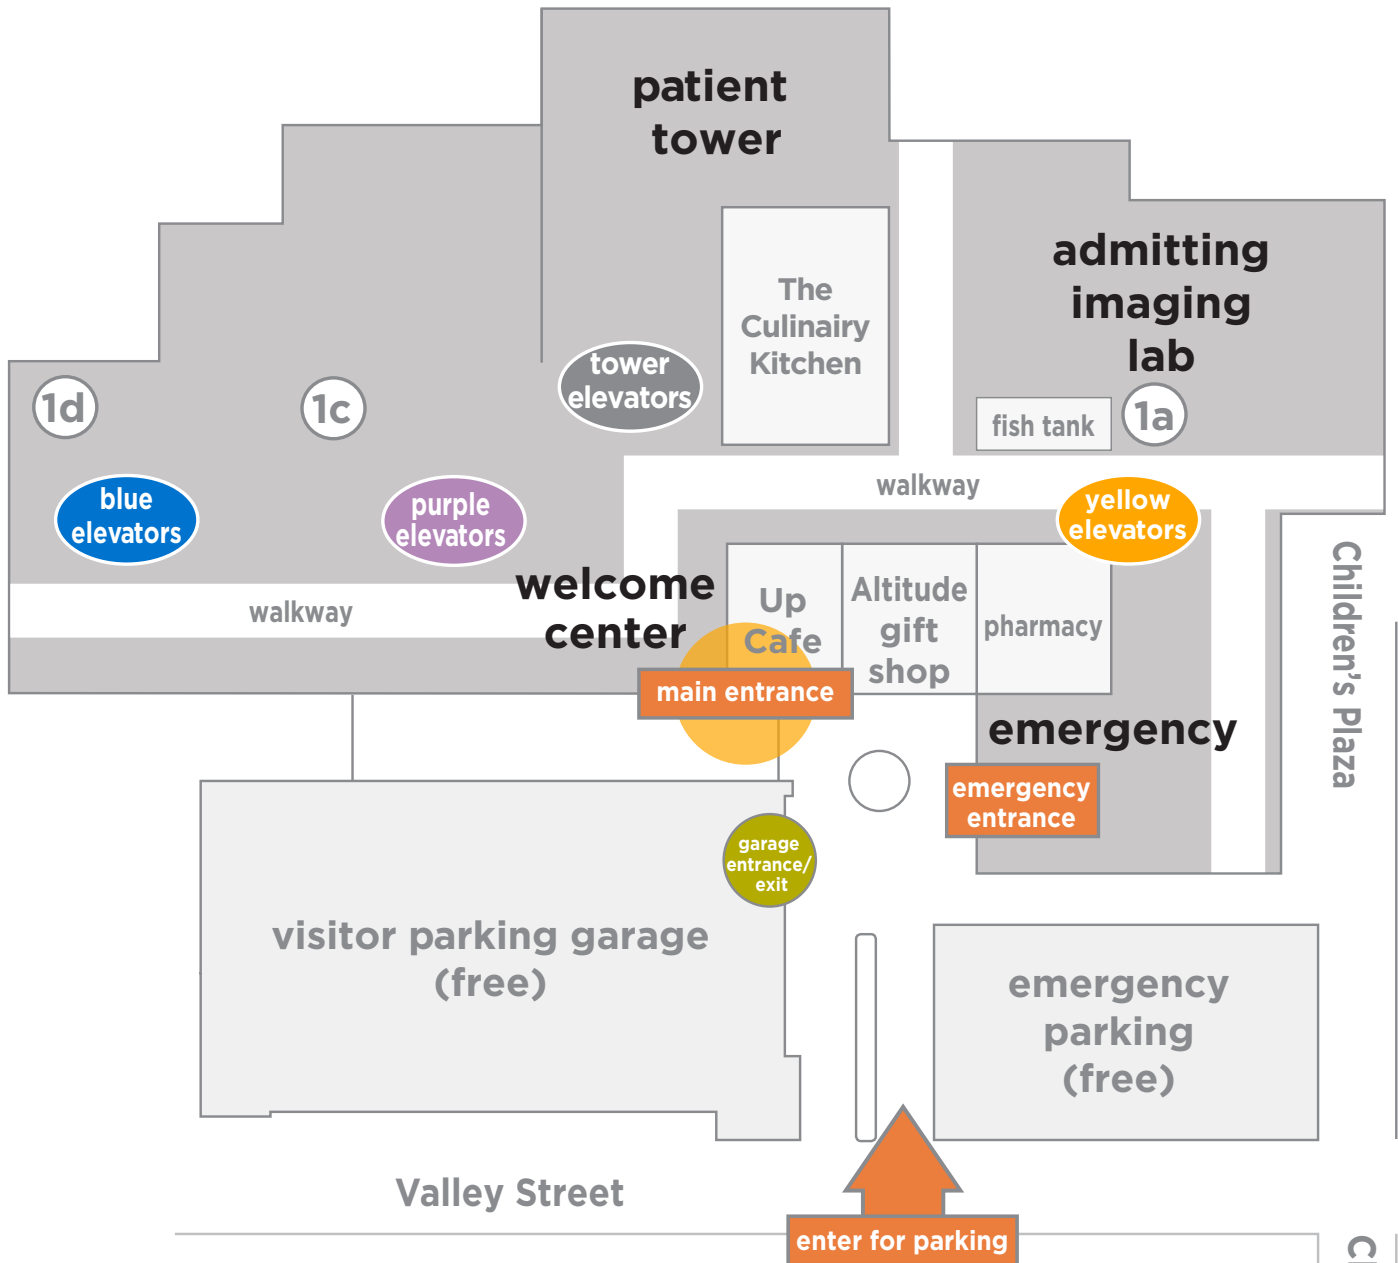 patient
tower
admitting
imaging
lab
The
Culinairy
Kitchen
tower
elevators
1d
1c
fish tank
1a
blue
elevators
purple
elevators
walkway
yellow
elevators
walkway
welcome
center
Up
Cafe
Altitude
gift
shop
pharmacy
Children's Plaza
main entrance
emergency
emergency
entrance
garage
entrance/
exit
visitor parking garage
(free)
emergency
parking
(free)
Valley Street
enter for parking